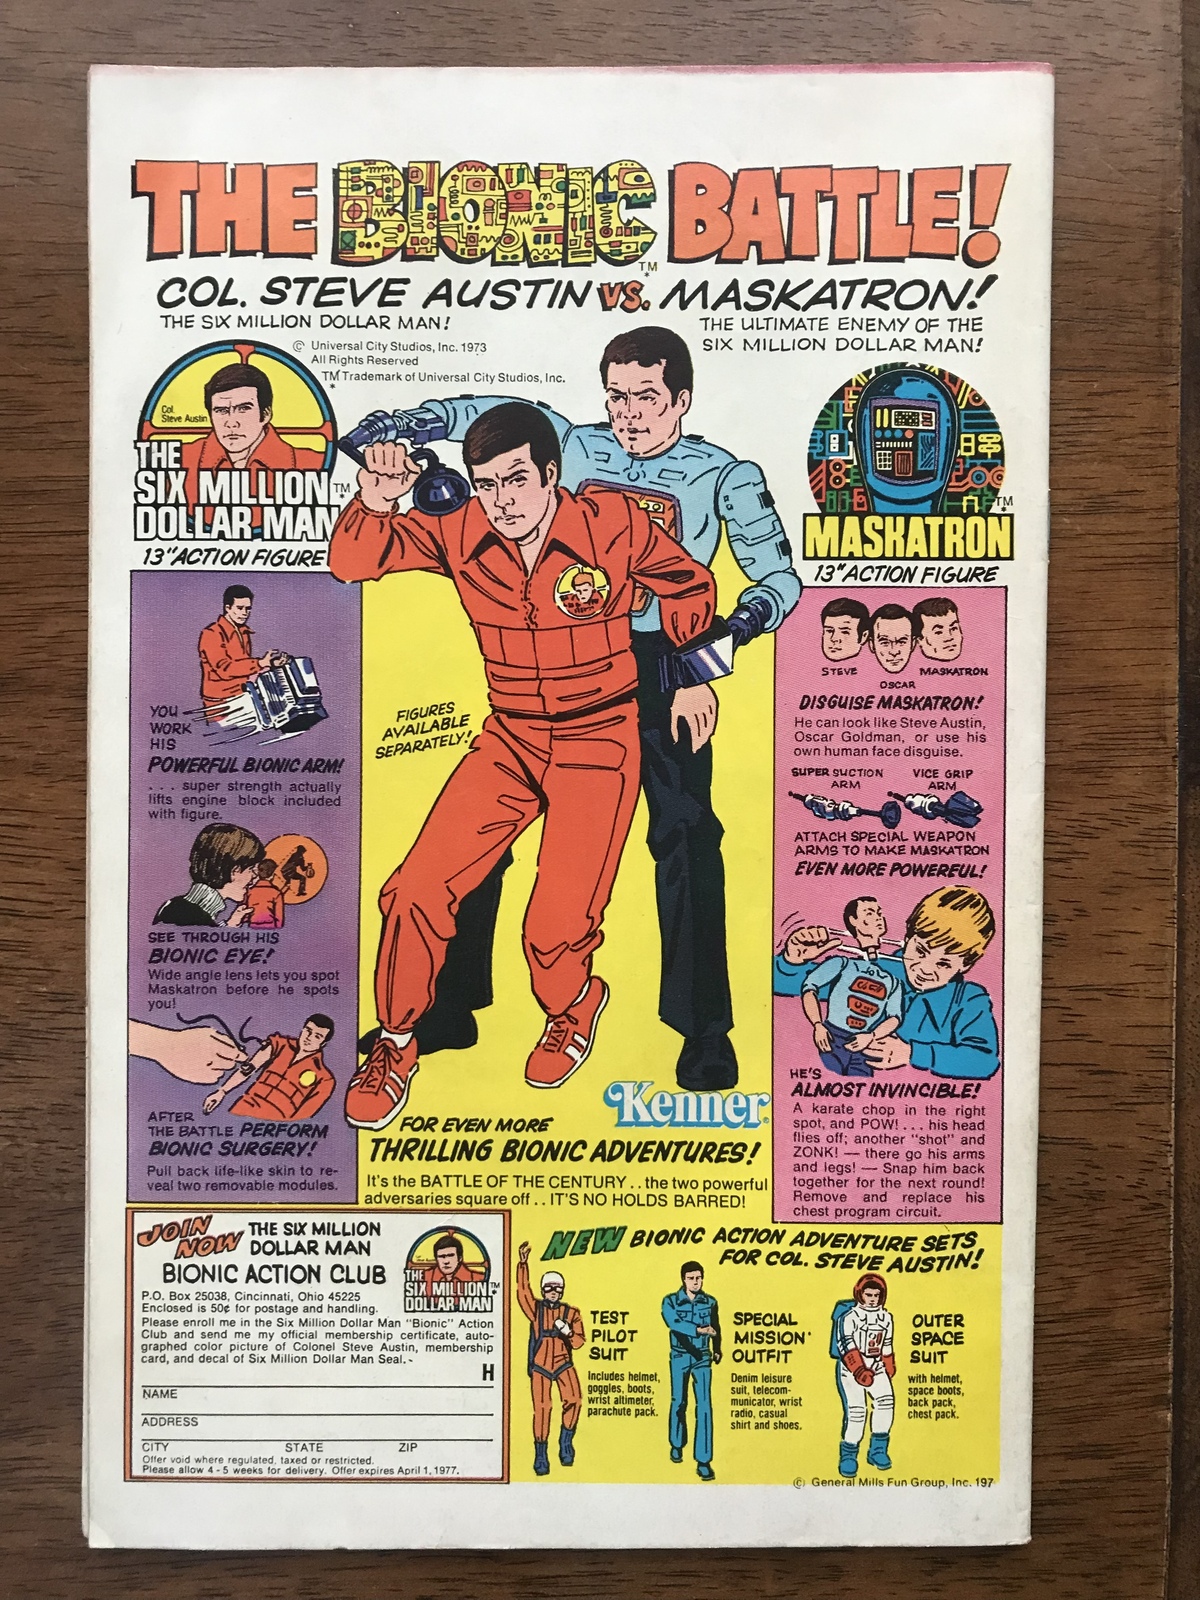 THE BIONIC BATTLE!
TM
*
COL. STEVE AUSTIN VS. MASKATRON!
THE SIX MILLION DOLLAR MAN!
THE ULTIMATE ENEMY OF THE
SIX MILLION DOLLAR MAN!
© Universal City Studios, Inc. 1973
All Rights Reserved
TM Trademark of Universal City Studios, Inc.
*
Col.
Steve Austin
THE
SIX MILLION
DOLLAR MAN
TM
*
13" ACTION FIGURE
TM
*
MASKATRON
13" ACTION FIGURE
YOU
WORK
HIS
POWERFUL BIONIC ARM!
. . . super strength actually
lifts engine block included
with figure.
SEE THROUGH HIS
BIONIC EYE!
Wide angle lens lets you spot
Maskatron before he spots
you!
AFTER
THE BATTLE PERFORM
BIONIC SURGERY!
Pull back life-like skin to re-
veal two removable modules.
FIGURES
AVAILABLE
SEPARATELY!
Kenner®
FOR EVEN MORE
THRILLING BIONIC ADVENTURES!
It's the BATTLE OF THE CENTURY . . the two powerful
adversaries square off . . IT'S NO HOLDS BARRED!
STEVE
OSCAR
MASKATRON
DISGUISE MASKATRON!
He can look like Steve Austin,
Oscar Goldman, or use his
own human face disguise.
SUPER SUCTION
ARM
VICE GRIP
ARM
ATTACH SPECIAL WEAPON
ARMS TO MAKE MASKATRON
EVEN MORE POWERFUL!
HE'S
ALMOST INVINCIBLE!
A karate chop in the right
spot, and POW! . . . his head
flies off; another "shot" and
ZONK! — there go his arms
and legs! — Snap him back
together for the next round!
Remove and replace his
chest program circuit.
JOIN
NOW
THE SIX MILLION
DOLLAR MAN
BIONIC ACTION CLUB
THE
SIX MILLION
DOLLAR MAN
TM
*
P.O. Box 25038, Cincinnati, Ohio 45225
Enclosed is 50¢ for postage and handling.
Please enroll me in the Six Million Dollar Man "Bionic" Action
Club and send me my official membership certificate, auto-
graphed color picture of Colonel Steve Austin, membership
card, and decal of Six Million Dollar Man Seal.
H
NAME
ADDRESS
CITY STATE ZIP
Offer void where regulated, taxed or restricted.
Please allow 4 - 5 weeks for delivery. Offer expires April 1, 1977.
NEW BIONIC ACTION ADVENTURE SETS
FOR COL. STEVE AUSTIN!
TEST
PILOT
SUIT
Includes helmet,
goggles, boots,
wrist altimeter,
parachute pack.
SPECIAL
MISSION
OUTFIT
Denim leisure
suit, telecom-
municator, wrist
radio, casual
shirt and shoes.
OUTER
SPACE
SUIT
with helmet,
space boots,
back pack,
chest pack.
© General Mills Fun Group, Inc. 197